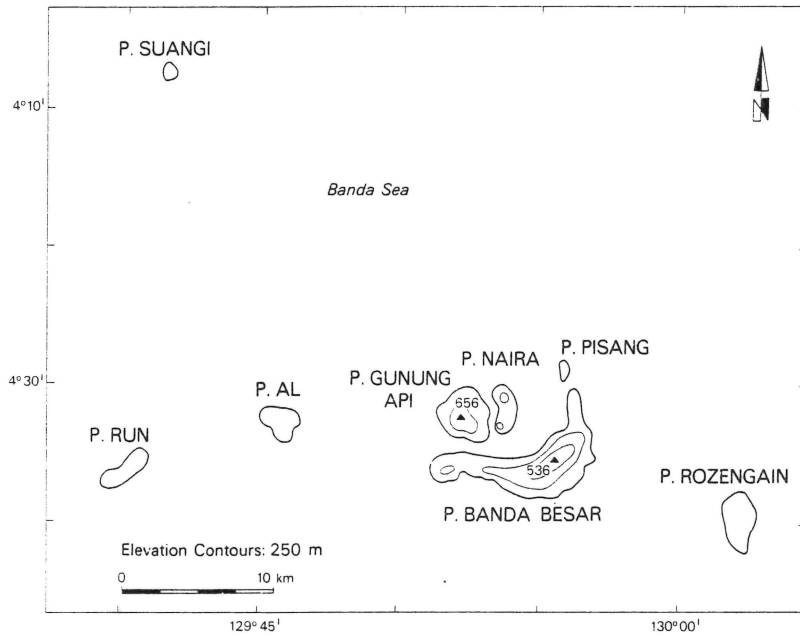 P. SUANGI
4°10'
N
Banda Sea
P. PISANG
P. NAIRA
4°30'
P. GUNUNG
API
P. AL
656
P. RUN
536
P. ROZENGAIN
P. BANDA BESAR
Elevation Contours: 250 m
0 10 km
129°45' 130°00'